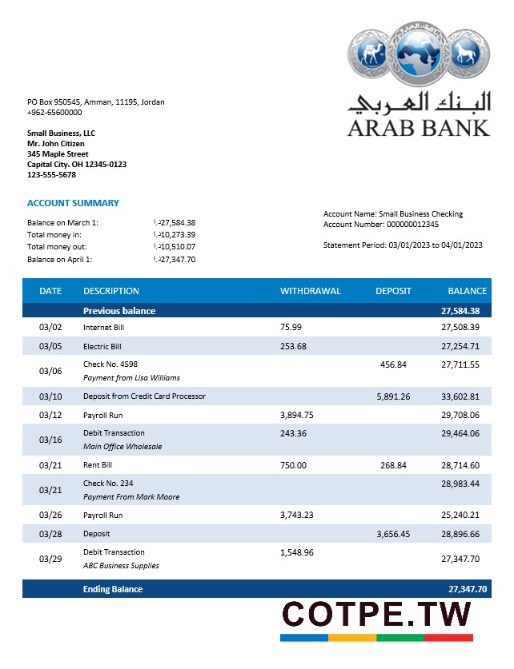 البنك العربي
ARAB BANK
PO Box 950545, Amman, 11195, Jordan
+962-65600000
Small Business, LLC
Mr. John Citizen
345 Maple Street
Capital City. OH 12345-0123
123-555-5678
ACCOUNT SUMMARY
Balance on March 1: 27,584.38
Total money in: 10,273.39
Total money out: 10,510.07
Balance on April 1: 27,347.70
Account Name: Small Business Checking
Account Number: 000000012345
Statement Period: 03/01/2023 to 04/01/2023
DATE DESCRIPTION WITHDRAWAL DEPOSIT BALANCE
Previous balance 27,584.38
03/02 Internet Bill 75.99 27,508.39
03/05 Electric Bill 253.68 27,254.71
03/06 Check No. 4598 456.84 27,711.55
Payment from Lisa Williams
03/10 Deposit from Credit Card Processor 5,891.26 33,602.81
03/12 Payroll Run 3,894.75 29,708.06
03/16 Debit Transaction 243.36 29,464.06
Main Office Wholesale
03/21 Rent Bill 750.00 268.84 28,714.60
03/21 Check No. 234 28,983.44
Payment From Mark Moore
03/26 Payroll Run 3,743.23 25,240.21
03/28 Deposit 3,656.45 28,896.66
03/29 Debit Transaction 1,548.96 27,347.70
ABC Business Supplies
Ending Balance 27,347.70
COTPE.TW